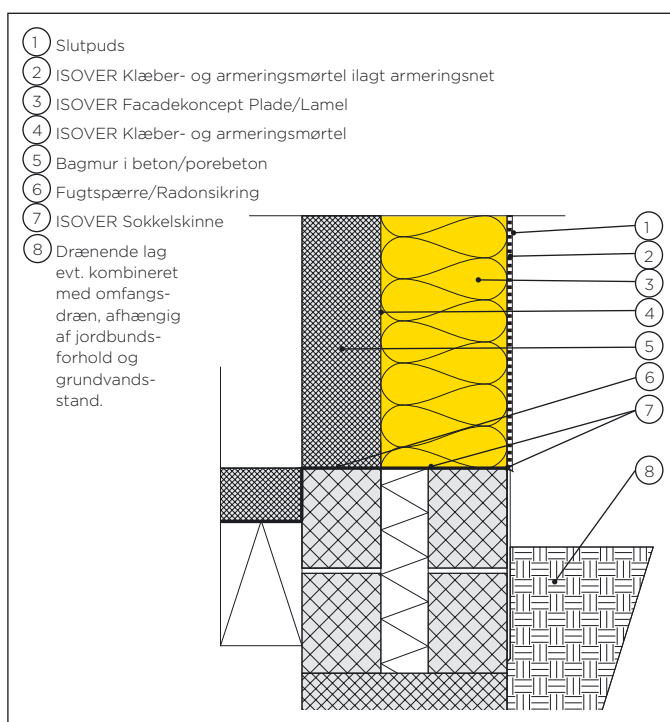 1 Slutpuds
2 ISOVER Klæber- og armeringsmørtel ilagt armeringsnet
3 ISOVER Facadekoncept Plade/Lamel
4 ISOVER Klæber- og armeringsmørtel
5 Bagmur i beton/porebeton
6 Fugtspærre/Radonsikring
7 ISOVER Sokkelskinne
8 Drænende lag
evt. kombineret
med omfangs-
dræn, afhængig
af jordbunds-
forhold og
grundvands-
stand.
1
2
3
4
5
6
7
8